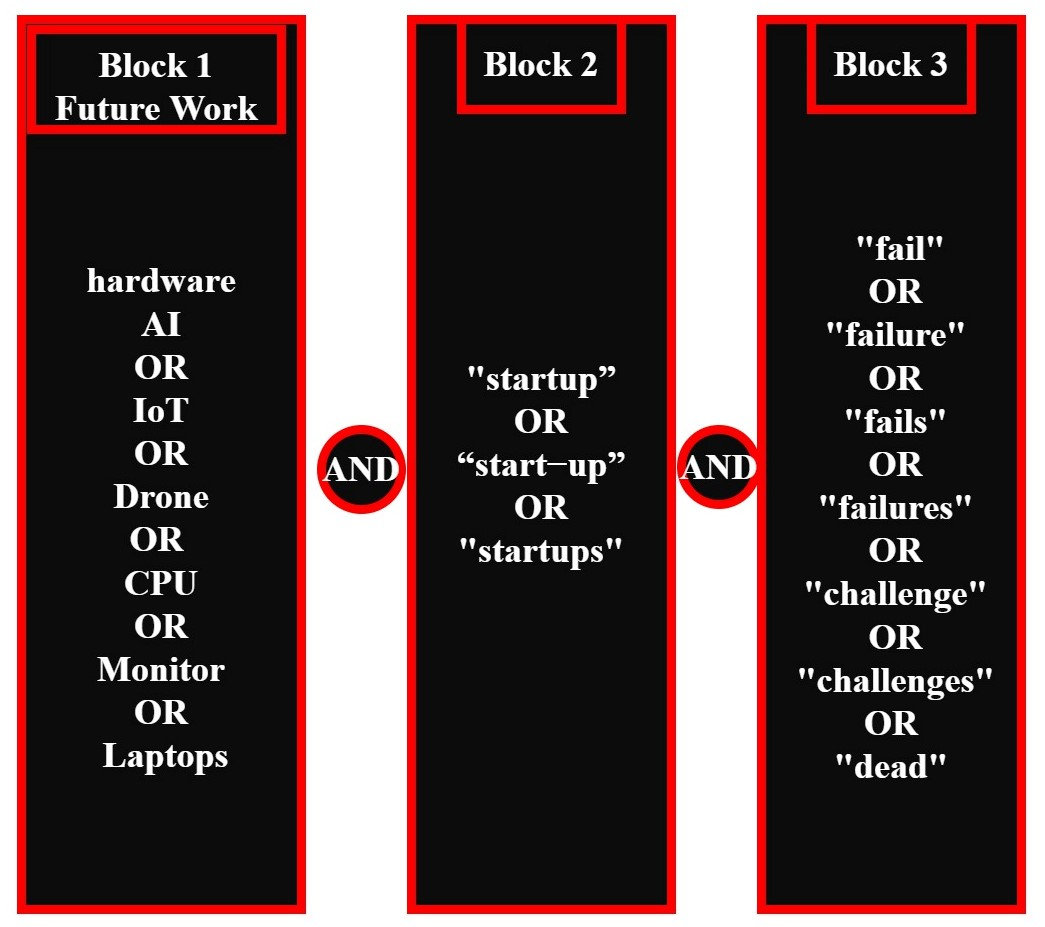 Block 1
Future Work
hardware
AI
OR
IoT
OR
Drone
OR
CPU
OR
Monitor
OR
Laptops
AND
Block 2
"startup”
OR
“start−up”
OR
"startups"
AND
Block 3
"fail"
OR
"failure"
OR
"fails"
OR
"failures"
OR
"challenge"
OR
"challenges"
OR
"dead"